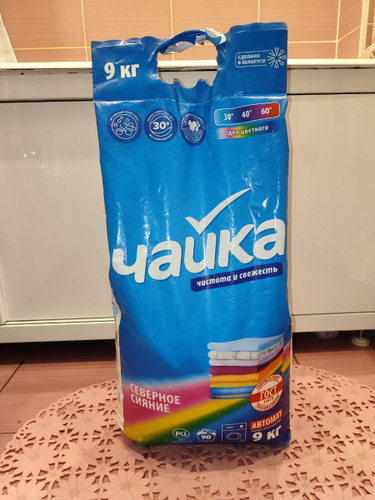 9 кг
СДЕЛАНО
В БЕЛАРУСИ
30°
30° 40° 60°
для цветного
чайка
чистота и свежесть
СЕВЕРНОЕ
СИЯНИЕ
ГОСТ
АВТОМАТ
90
9 кг